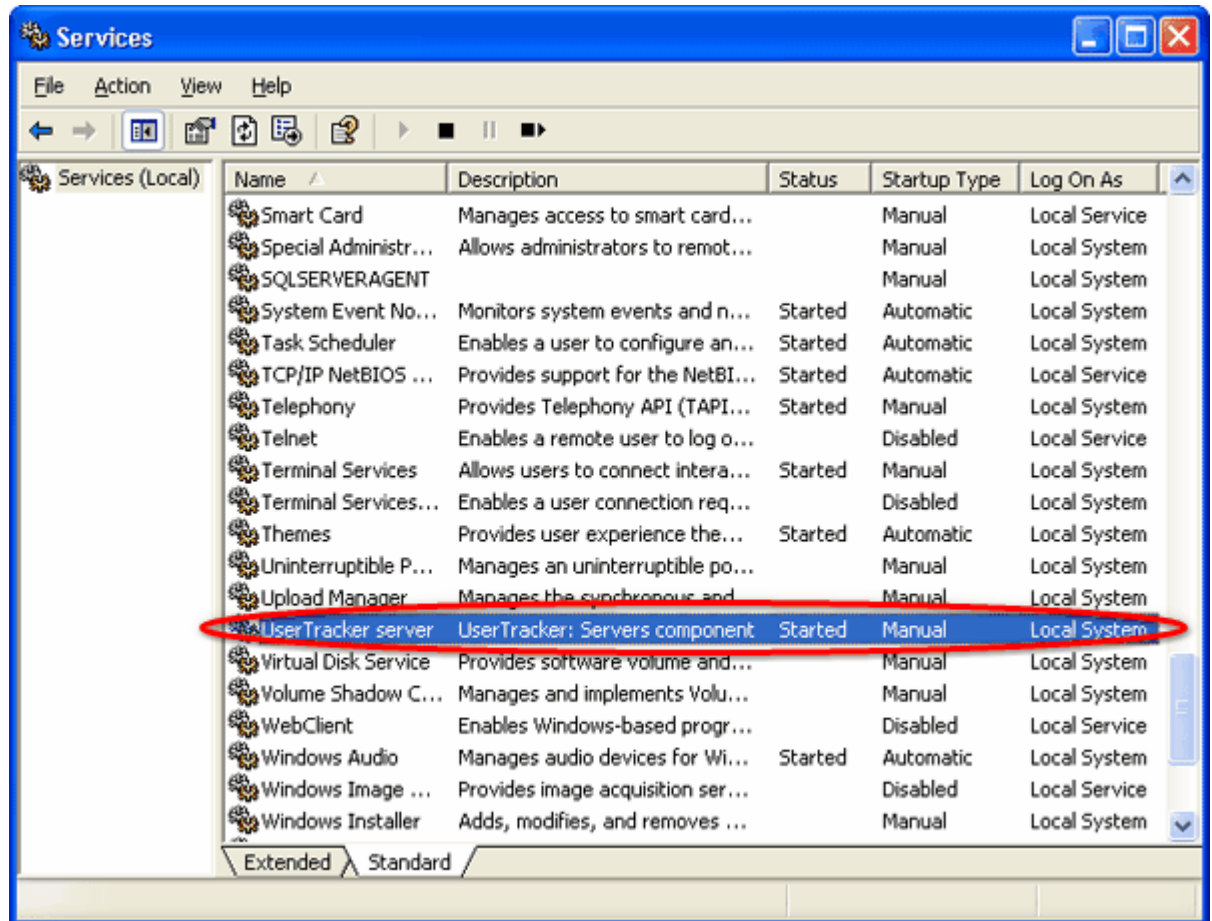 Services
File Action View Help
Services (Local)
Name Description Status Startup Type Log On As
Smart Card Manages access to smart card... Manual Local Service
Special Administr... Allows administrators to remot... Manual Local System
SQLSERVERAGENT Manual Local System
System Event No... Monitors system events and n... Started Automatic Local System
Task Scheduler Enables a user to configure an... Started Automatic Local System
TCP/IP NetBIOS ... Provides support for the NetBI... Started Automatic Local Service
Telephony Provides Telephony API (TAPI... Started Manual Local System
Telnet Enables a remote user to log o... Disabled Local Service
Terminal Services Allows users to connect intera... Started Manual Local System
Terminal Services... Enables a user connection req... Disabled Local System
Themes Provides user experience the... Started Automatic Local System
Uninterruptible P... Manages an uninterruptible po... Manual Local System
Upload Manager Manages the synchronous and Manual Local System
UserTracker server UserTracker: Servers component Started Manual Local System
Virtual Disk Service Provides software volume and... Manual Local System
Volume Shadow C... Manages and implements Volu... Manual Local System
WebClient Enables Windows-based progr... Disabled Local Service
Windows Audio Manages audio devices for Wi... Started Automatic Local System
Windows Image ... Provides image acquisition ser... Disabled Local Service
Windows Installer Adds, modifies, and removes ... Manual Local System
Extended Standard